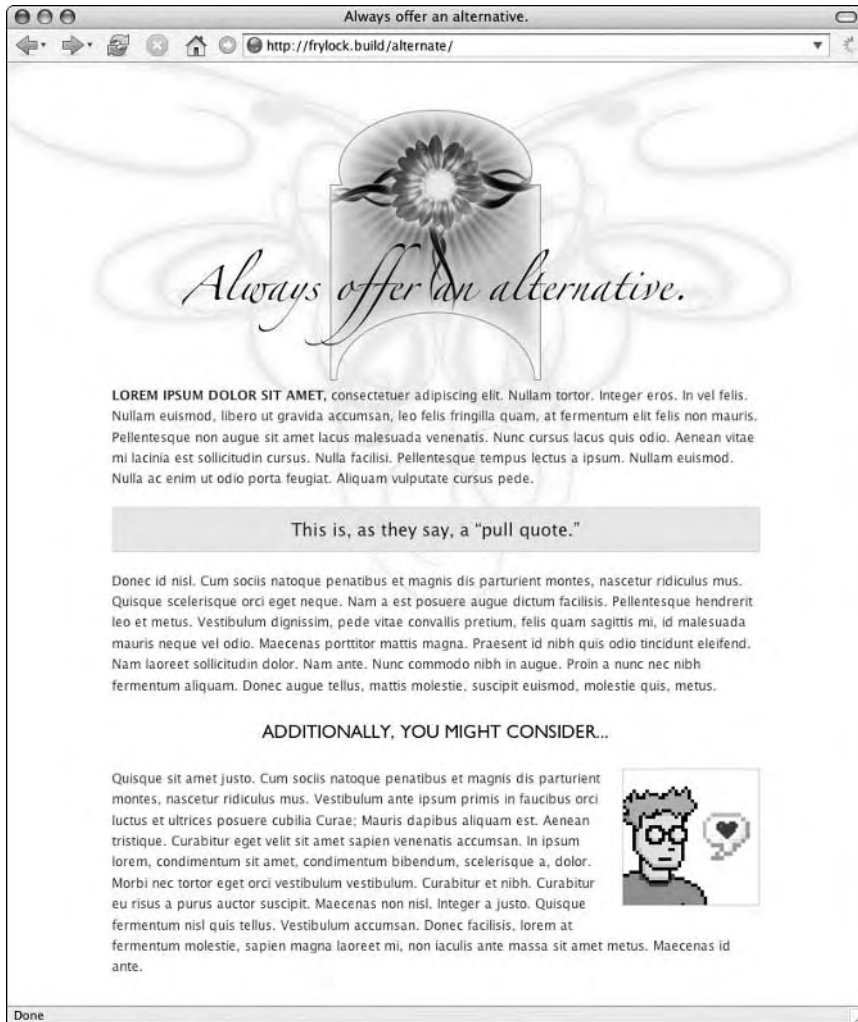 Always offer an alternative.
http://frylock.build/alternate/
Always offer an alternative.
LOREM IPSUM DOLOR SIT AMET, consectetuer adipiscing elit. Nullam tortor. Integer eros. In vel felis.
Nullam euismod, libero ut gravida accumsan, leo felis fringilla quam, at fermentum elit felis non mauris.
Pellentesque non augue sit amet lacus malesuada venenatis. Nunc cursus lacus quis odio. Aenean vitae
mi lacinia est sollicitudin cursus. Nulla facilisi. Pellentesque tempus lectus a ipsum. Nullam euismod.
Nulla ac enim ut odio porta feugiat. Aliquam vulputate cursus pede.
This is, as they say, a “pull quote.”
Donec id nisl. Cum sociis natoque penatibus et magnis dis parturient montes, nascetur ridiculus mus.
Quisque scelerisque orci eget neque. Nam a est posuere augue dictum facilisis. Pellentesque hendrerit
leo et metus. Vestibulum dignissim, pede vitae convallis pretium, felis quam sagittis mi, id malesuada
mauris neque vel odio. Maecenas porttitor mattis magna. Praesent id nibh quis odio tincidunt eleifend.
Nam laoreet sollicitudin dolor. Nam ante. Nunc commodo nibh in augue. Proin a nunc nec nibh
fermentum aliquam. Donec augue tellus, mattis molestie, suscipit euismod, molestie quis, metus.
ADDITIONALLY, YOU MIGHT CONSIDER...
Quisque sit amet justo. Cum sociis natoque penatibus et magnis dis parturient
montes, nascetur ridiculus mus. Vestibulum ante ipsum primis in faucibus orci
luctus et ultrices posuere cubilia Curae; Mauris dapibus aliquam est. Aenean
tristique. Curabitur eget velit sit amet sapien venenatis accumsan. In ipsum
lorem, condimentum sit amet, condimentum bibendum, scelerisque a, dolor.
Morbi nec tortor eget orci vestibulum vestibulum. Curabitur et nibh. Curabitur
eu risus a purus auctor suscipit. Maecenas non nisl. Integer a justo. Quisque
fermentum nisl quis tellus. Vestibulum accumsan. Donec facilisis, lorem at
fermentum molestie, sapien magna laoreet mi, non iaculis ante massa sit amet metus. Maecenas id
ante.
Done